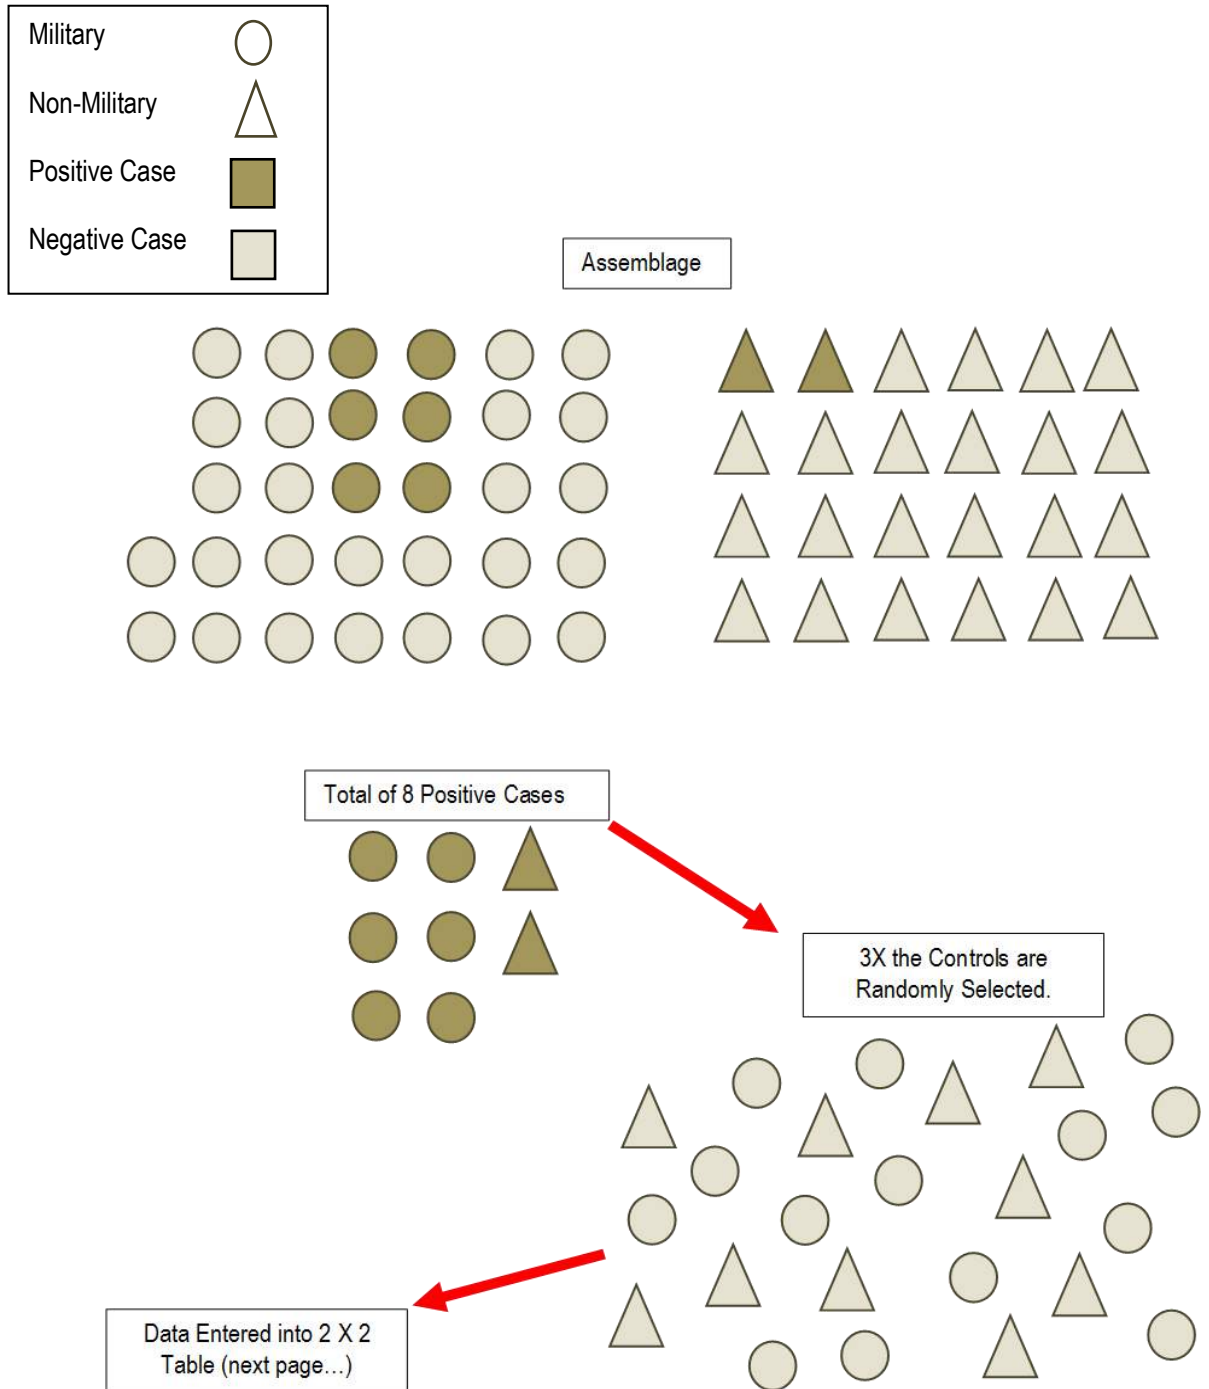 Military
Non-Military
Positive Case
Negative Case
Assemblage
Total of 8 Positive Cases
3X the Controls are
Randomly Selected.
Data Entered into 2 X 2
Table (next page...)